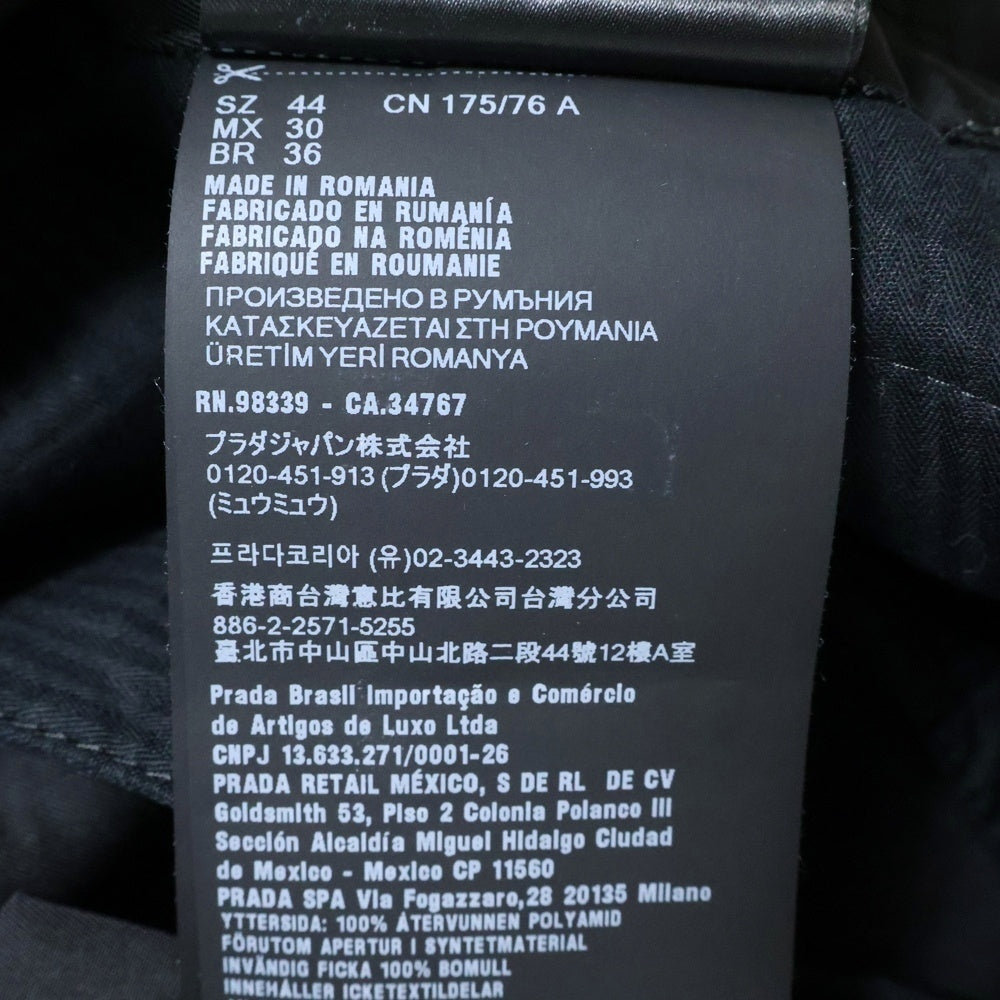 SZ 44 CN 175/76 A
MX 30
BR 36
MADE IN ROMANIA
FABRICADO EN RUMANÍA
FABRICADO NA ROMÉNIA
FABRIQUÉ EN ROUMANIE
ПРОИЗВЕДЕНО В РУМЪНИЯ
ΚΑΤΑΣΚΕΥΑΖΕΤΑΙ ΣΤΗ ΡΟΥΜΑΝΙΑ
ÜRETİM YERİ ROMANYA
RN.98339 - CA.34767
プラダジャパン株式会社
0120-451-913 (プラダ)0120-451-993
(ミュウミュウ)
프라다코리아 (유)02-3443-2323
香港商台灣惠比有限公司台灣分公司
886-2-2571-5255
臺北市中山區中山北路二段44號12樓A室
Prada Brasil Importação e Comércio
de Artigos de Luxo Ltda
CNPJ 13.633.271/0001-26
PRADA RETAIL MÉXICO, S DE RL DE CV
Goldsmith 53, Piso 2 Colonia Polanco III
Sección Alcaldía Miguel Hidalgo Ciudad
de Mexico - Mexico CP 11560
PRADA SPA Via Fogazzaro,28 20135 Milano
YTTERSIDA: 100% ÅTERVUNNEN POLYAMID
FÖRUTOM APERTUR I SYNTETMATERIAL
INVÄNDIG FICKA 100% BOMULL
INNEHÅLLER ICKETEXTILDELAR